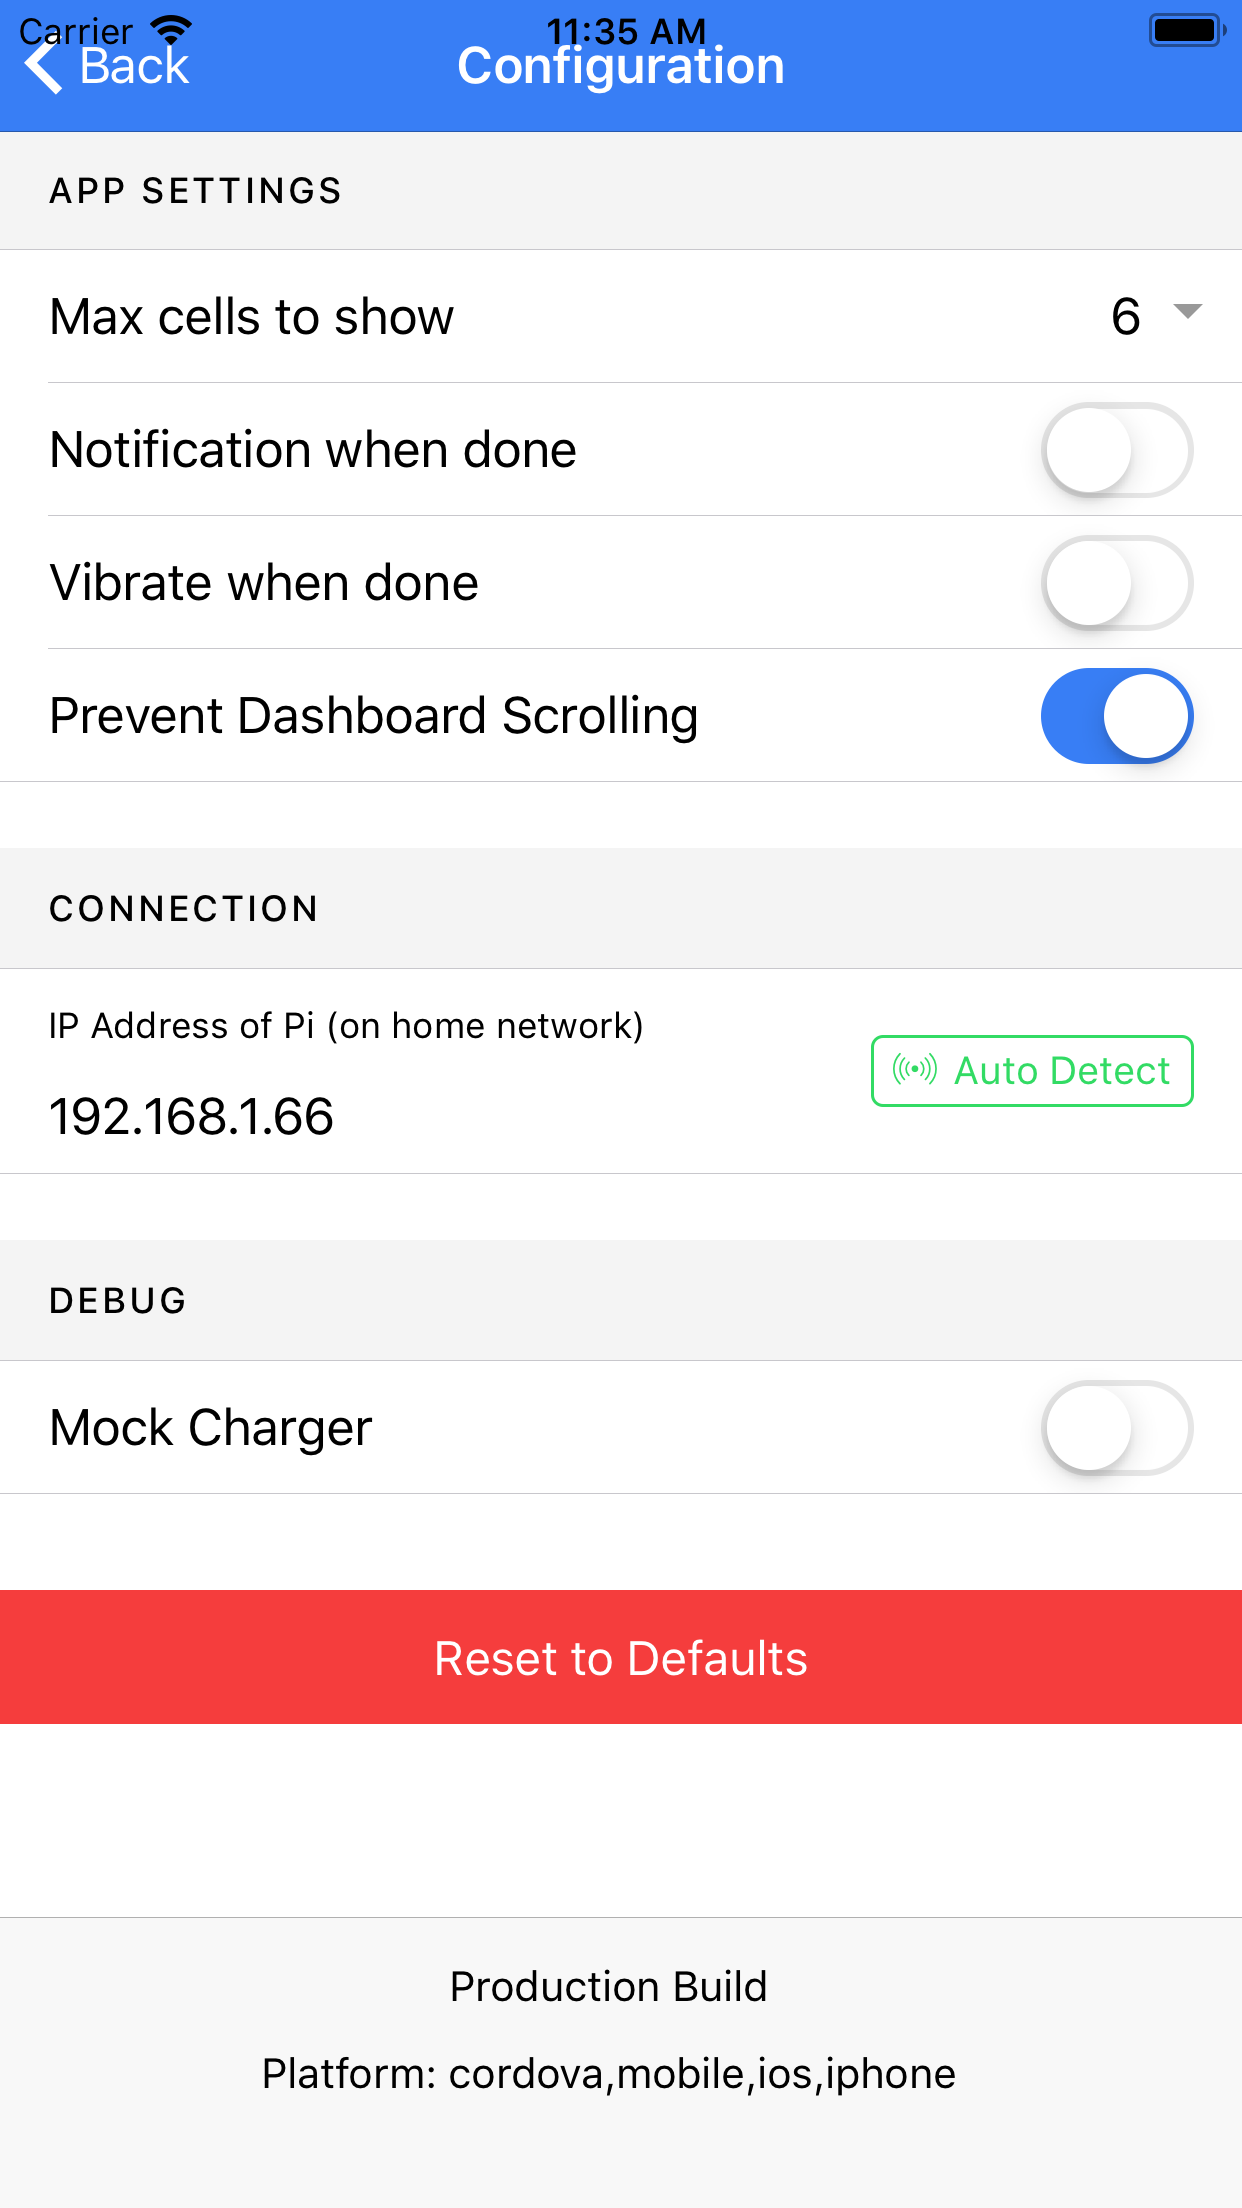 Carrier 11:35 AM
Back Configuration
APP SETTINGS
Max cells to show 6
Notification when done
Vibrate when done
Prevent Dashboard Scrolling
CONNECTION
IP Address of Pi (on home network)
Auto Detect
192.168.1.66
DEBUG
Mock Charger
Reset to Defaults
Production Build
Platform: cordova,mobile,ios,iphone